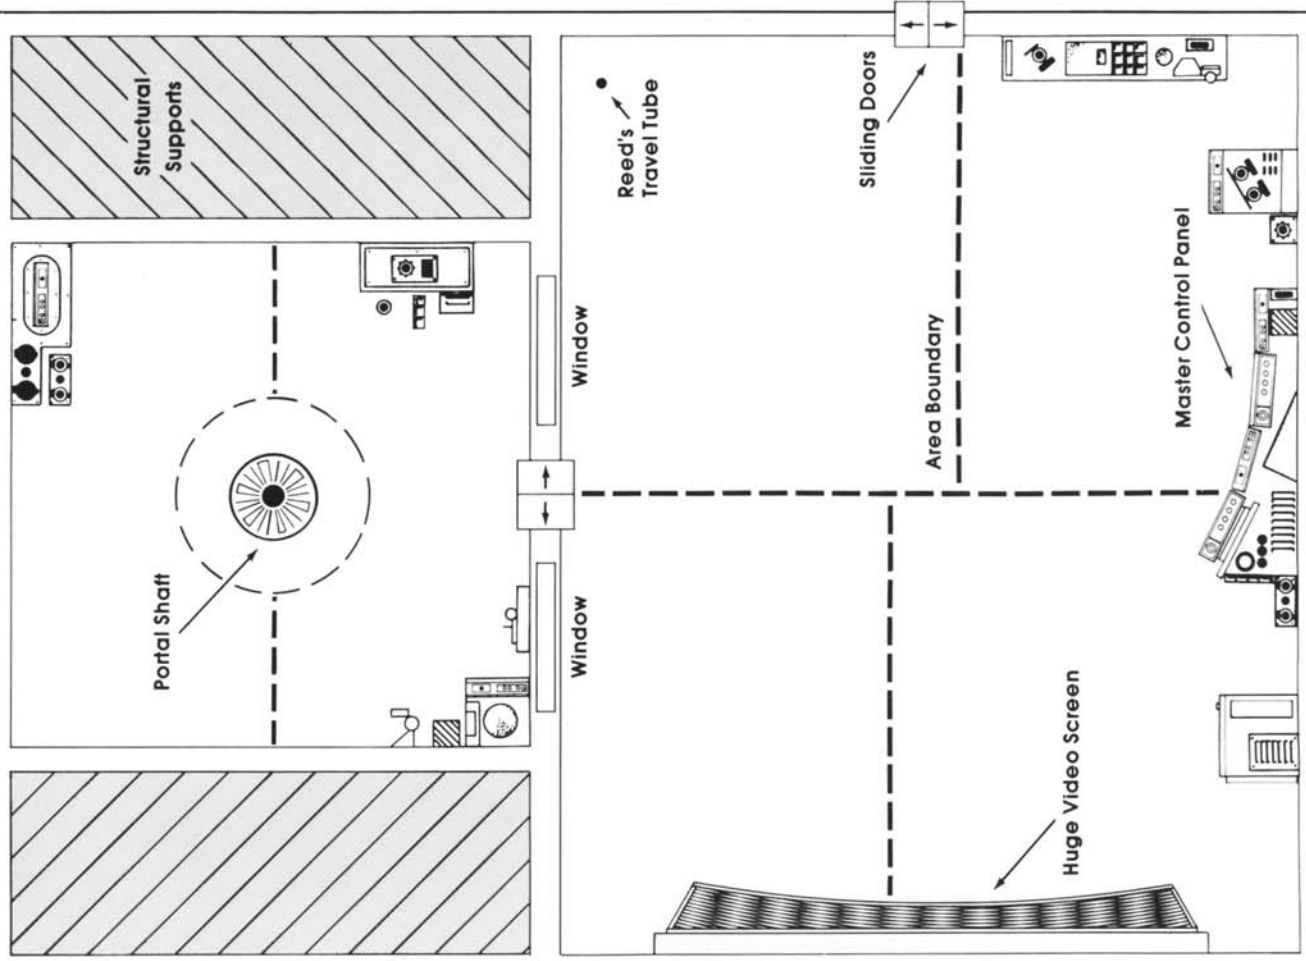 Structural
Supports
Reed's
Travel Tube
Sliding Doors
Window
Area Boundary
Master Control Panel
Portal Shaft
Window
Huge Video Screen